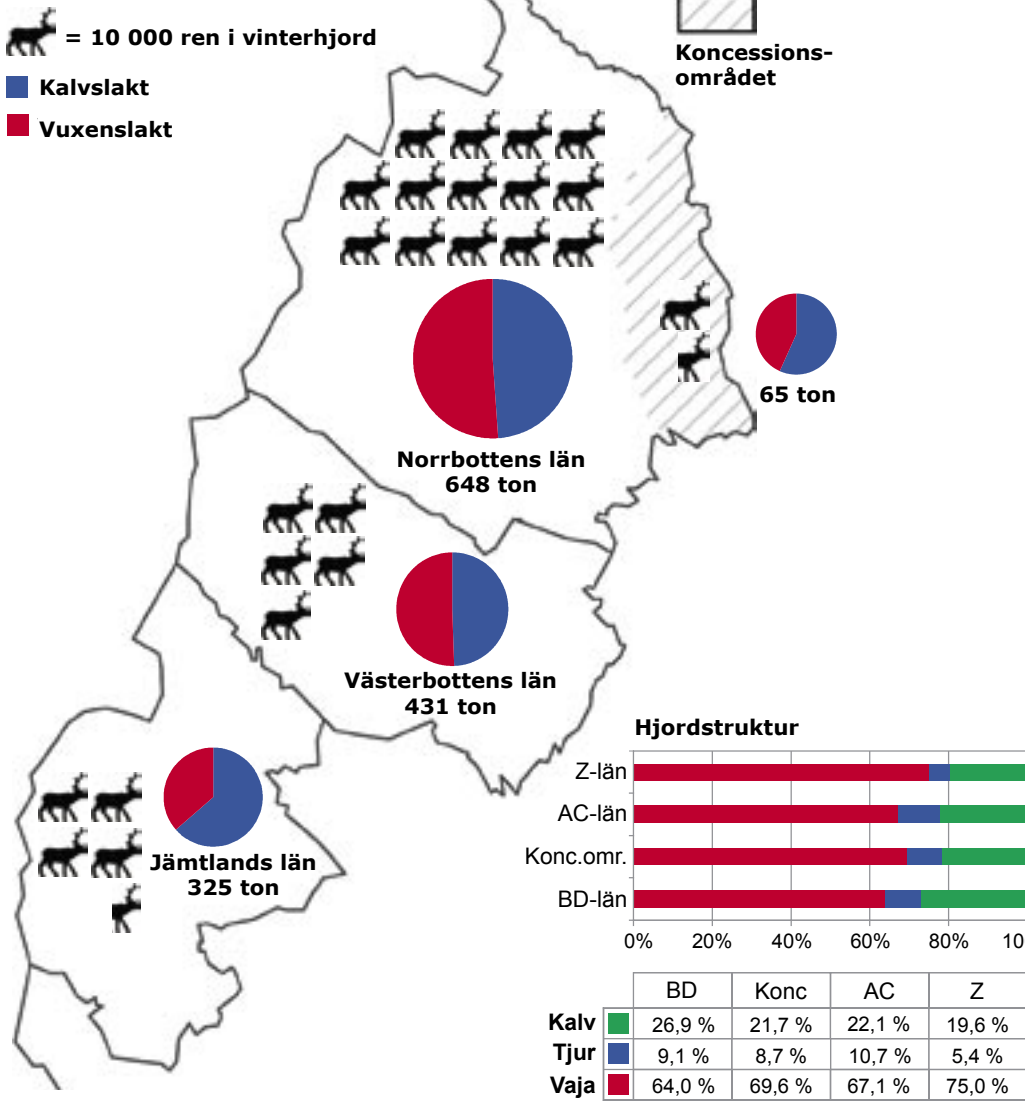 = 10 000 ren i vinterhjord
Kalvslakt
Vuxenslakt
Koncessions-
området
65 ton
Norrbottens län
648 ton
Västerbottens län
431 ton
Jämtlands län
325 ton
Hjordstruktur
Z-län
AC-län
Konc.omr.
BD-län
0% 20% 40% 60% 80% 10
BD Konc AC Z
Kalv 26,9 % 21,7 % 22,1 % 19,6 %
Tjur 9,1 % 8,7 % 10,7 % 5,4 %
Vaja 64,0 % 69,6 % 67,1 % 75,0 %